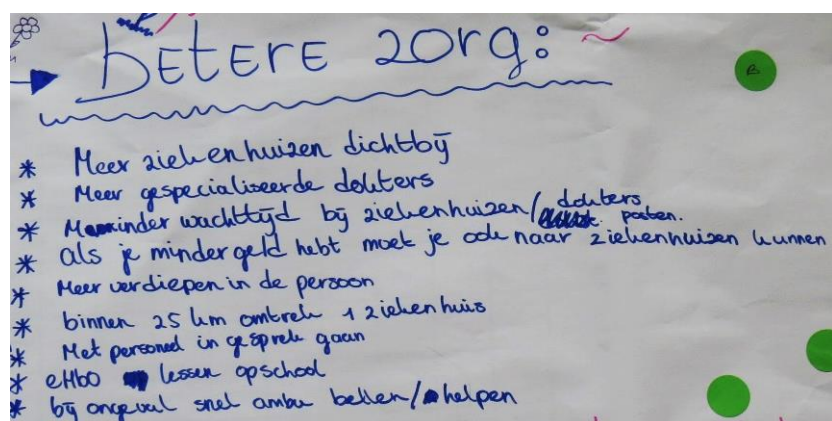 betere zorg:
* Meer ziekenhuizen dichtbij
* Meer gespecialiseerde dokters
* Minder wachttijd bij ziekenhuizen/dokters posten.
* als je minder geld hebt moet je ook naar ziekenhuizen kunnen
* Meer verdiepen in de persoon
* binnen 25 km omtrek 1 ziekenhuis
* Met personeel in gesprek gaan
* eHbO lessen op school
* bij ongeval snel ambu bellen/helpen